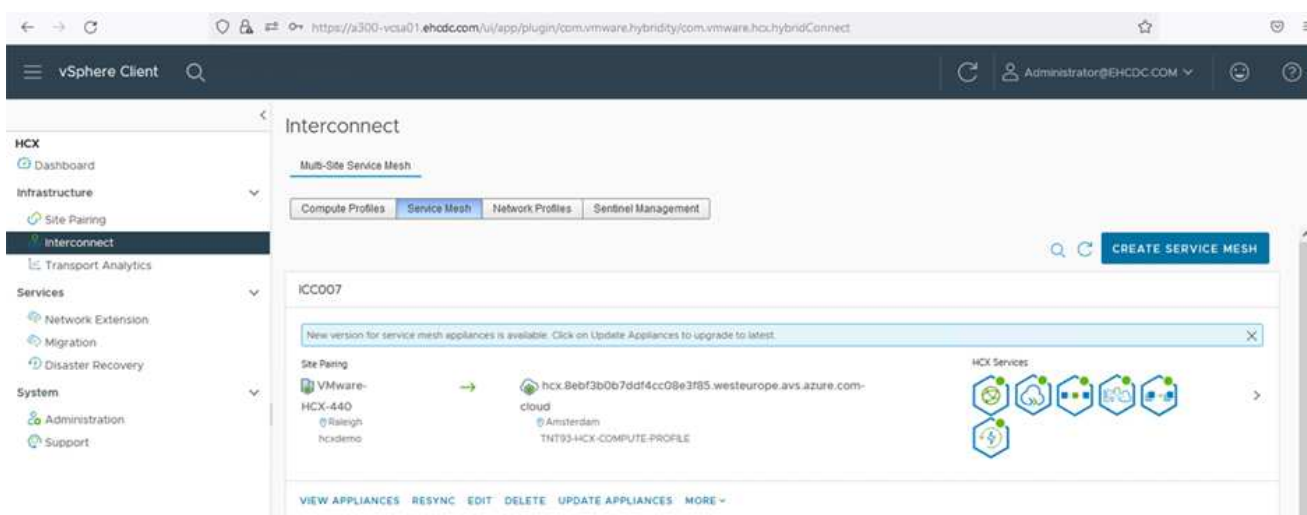 https://a300-vcsa01.ehcdc.com/ui/app/plugin/com.vmware.hybridity/com.vmware.hcx.hybridConnect
vSphere Client
Administrator@EHCDC.COM
HCX
Dashboard
Infrastructure
Site Pairing
Interconnect
Transport Analytics
Services
Network Extension
Migration
Disaster Recovery
System
Administration
Support
Interconnect
Multi-Site Service Mesh
Compute Profiles Service Mesh Network Profiles Sentinel Management
CREATE SERVICE MESH
ICC007
New version for service mesh appliances is available. Click on Update Appliances to upgrade to latest.
Site Pairing
VMware-
HCX-440
Raleigh
hcxdemo
hcx.8ebf3b0b7ddf4cc08e3f85.westeurope.avs.azure.com-
cloud
Amsterdam
TNT93-HCX-COMPUTE-PROFILE
HCX Services
VIEW APPLIANCES RESYNC EDIT DELETE UPDATE APPLIANCES MORE